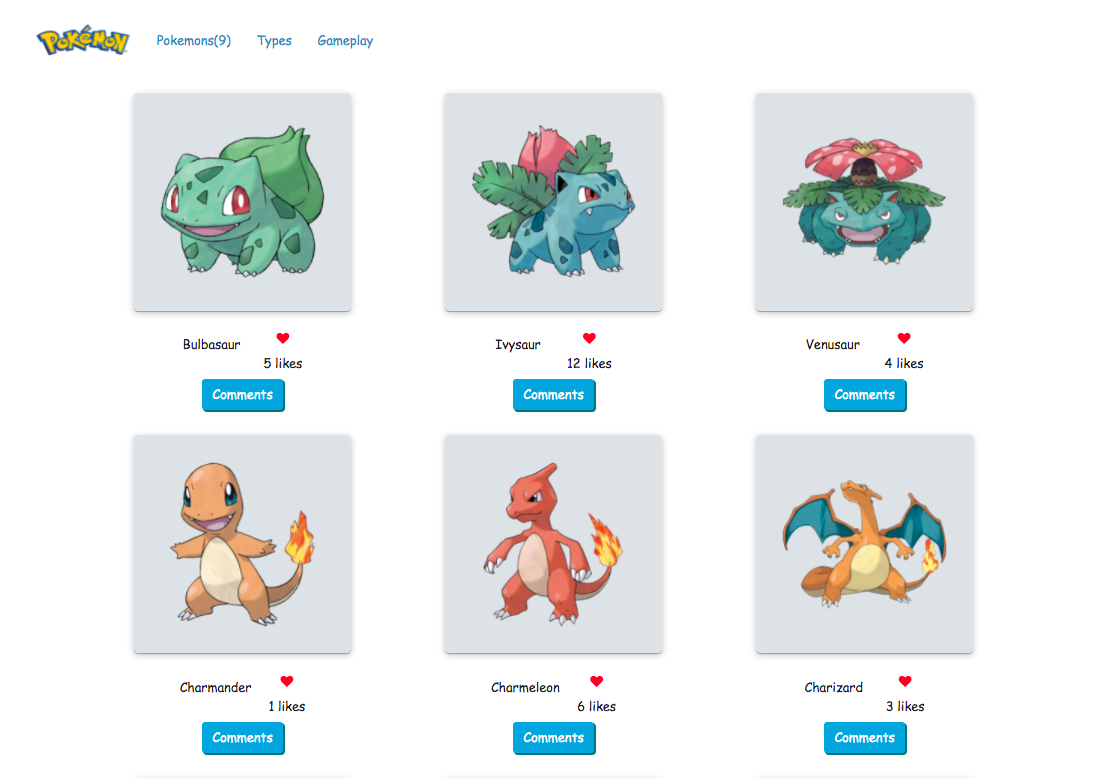 POKéMON Pokemons(9) Types Gameplay
Bulbasaur
5 likes
Comments
Ivysaur
12 likes
Comments
Venusaur
4 likes
Comments
Charmander
1 likes
Comments
Charmeleon
6 likes
Comments
Charizard
3 likes
Comments